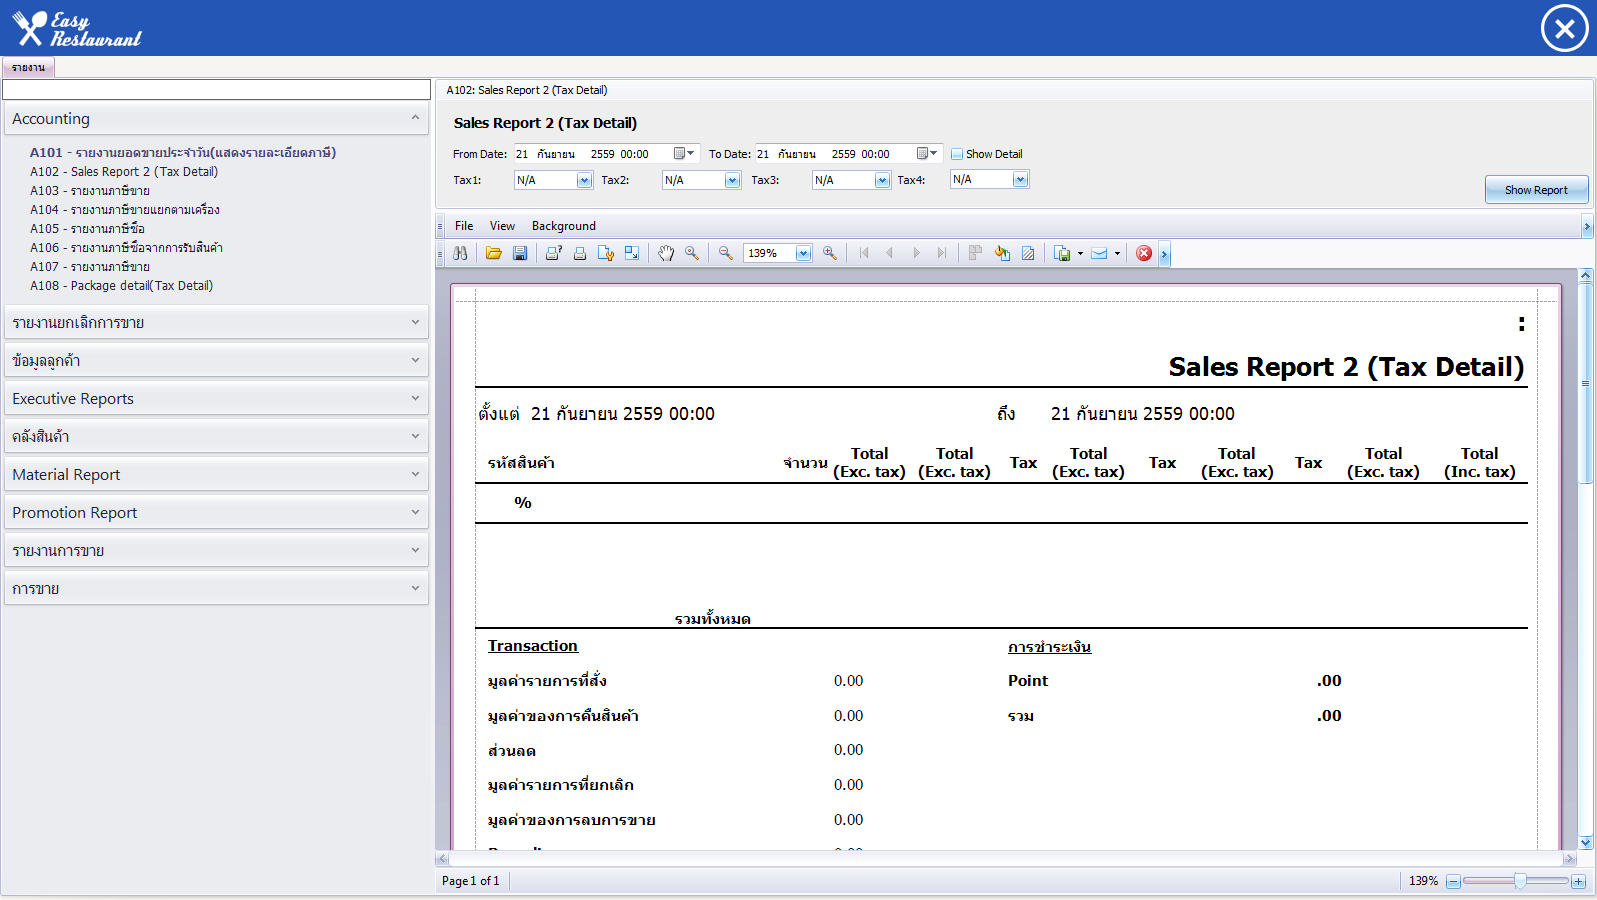 Easy
Restaurant
รายงาน
Accounting
A101 - รายงานยอดขายประจำวัน(แสดงรายละเอียดภาษี)
A102 - Sales Report 2 (Tax Detail)
A103 - รายงานภาษีขาย
A104 - รายงานภาษีขายแยกตามเครื่อง
A105 - รายงานภาษีซื้อ
A106 - รายงานภาษีซื้อจากการรับสินค้า
A107 - รายงานภาษีขาย
A108 - Package detail(Tax Detail)
รายงานยกเลิกการขาย
ข้อมูลลูกค้า
Executive Reports
คลังสินค้า
Material Report
Promotion Report
รายงานการขาย
การขาย
A102: Sales Report 2 (Tax Detail)
Sales Report 2 (Tax Detail)
From Date: 21 กันยายน 2559 00:00 To Date: 21 กันยายน 2559 00:00 Show Detail
Tax1: N/A Tax2: N/A Tax3: N/A Tax4: N/A
Show Report
File View Background
139%
:
Sales Report 2 (Tax Detail)
ตั้งแต่ 21 กันยายน 2559 00:00 ถึง 21 กันยายน 2559 00:00
Total Total Total Total Total Total
รหัสสินค้า จำนวน Tax Tax Tax
(Exc. tax) (Exc. tax) (Exc. tax) (Exc. tax) (Exc. tax) (Inc. tax)
%
รวมทั้งหมด
Transaction การชำระเงิน
มูลค่ารายการที่สั่ง 0.00 Point .00
มูลค่าของการคืนสินค้า 0.00 รวม .00
ส่วนลด 0.00
มูลค่ารายการที่ยกเลิก 0.00
มูลค่าของการลบการขาย 0.00
Page 1 of 1 139%